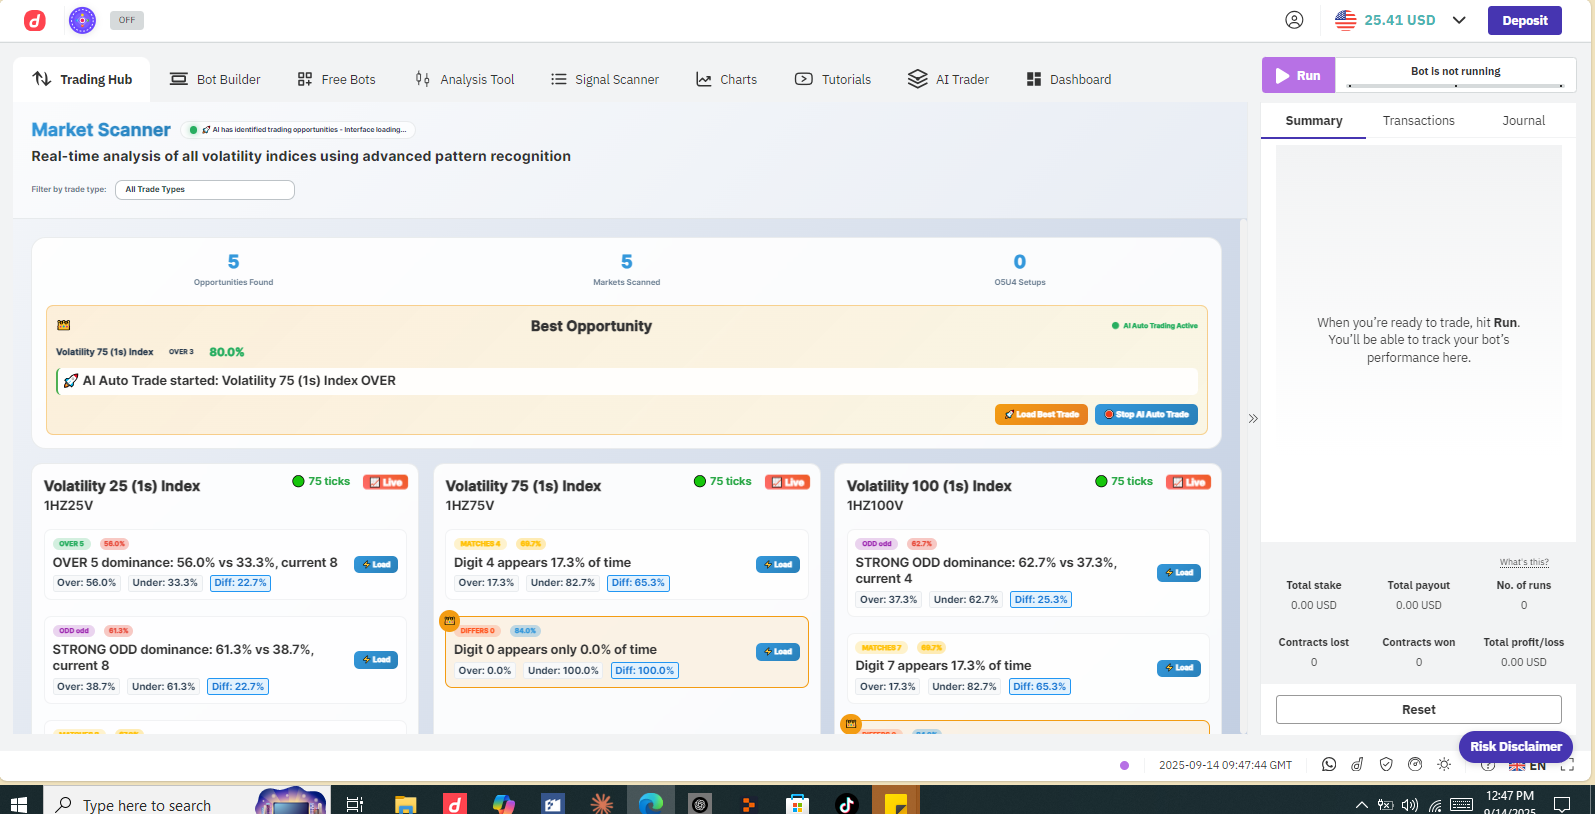 OFF
25.41 USD
Deposit
Trading Hub
Bot Builder
Free Bots
Analysis Tool
Signal Scanner
Charts
Tutorials
AI Trader
Dashboard
Run
Bot is not running
Market Scanner
AI has identified trading opportunities - Interface loading...
Real-time analysis of all volatility indices using advanced pattern recognition
Filter by trade type:
All Trade Types
Summary
Transactions
Journal
5
Opportunities Found
5
Markets Scanned
0
O5U4 Setups
Best Opportunity
AI Auto Trading Active
Volatility 75 (1s) Index
OVER 3
80.0%
AI Auto Trade started: Volatility 75 (1s) Index OVER
Load Best Trade
Stop AI Auto Trade
When you're ready to trade, hit Run.
You'll be able to track your bot's
performance here.
Volatility 25 (1s) Index
75 ticks
Live
1HZ25V
OVER 5
56.0%
OVER 5 dominance: 56.0% vs 33.3%, current 8
Load
Over: 56.0%
Under: 33.3%
Diff: 22.7%
ODD odd
61.3%
STRONG ODD dominance: 61.3% vs 38.7%,
current 8
Load
Over: 38.7%
Under: 61.3%
Diff: 22.7%
Volatility 75 (1s) Index
75 ticks
Live
1HZ75V
MATCHES 4
69.7%
Digit 4 appears 17.3% of time
Load
Over: 17.3%
Under: 82.7%
Diff: 65.3%
DIFFERS 0
84.0%
Digit 0 appears only 0.0% of time
Load
Over: 0.0%
Under: 100.0%
Diff: 100.0%
Volatility 100 (1s) Index
75 ticks
Live
1HZ100V
ODD odd
62.7%
STRONG ODD dominance: 62.7% vs 37.3%,
current 4
Load
Over: 37.3%
Under: 62.7%
Diff: 25.3%
MATCHES 7
69.7%
Digit 7 appears 17.3% of time
Load
Over: 17.3%
Under: 82.7%
Diff: 65.3%
What's this?
Total stake
Total payout
No. of runs
0.00 USD
0.00 USD
0
Contracts lost
Contracts won
Total profit/loss
0
0
0.00 USD
Reset
Risk Disclaimer
2025-09-14 09:47:44 GMT
EN
Type here to search
12:47 PM
9/14/2025